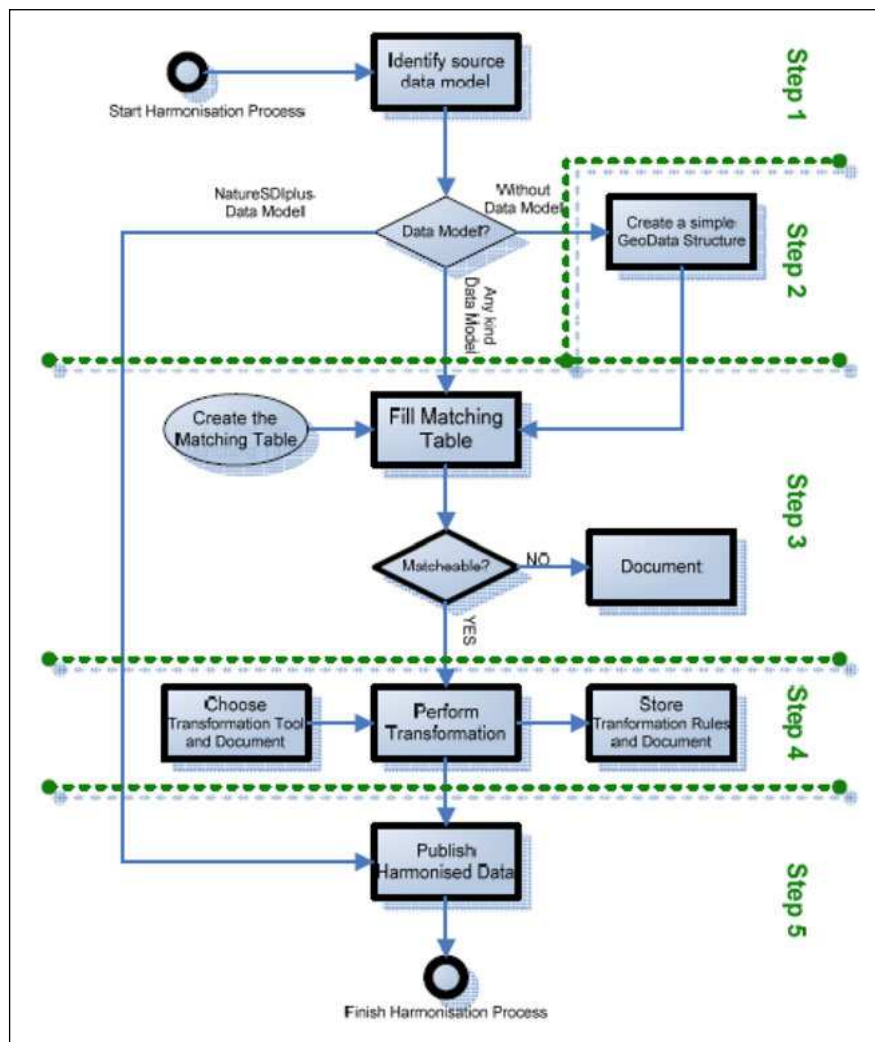 Identify source
data model
Start Harmonisation Process
Step 1
NatureSDIplus
Data Model
Without
Data Model
Data Model?
Create a simple
GeoData Structure
Step 2
Any kind
Data Model
Create the
Matching Table
Fill Matching
Table
Step 3
Matcheable?
NO
Document
YES
Choose
Transformation Tool
and Document
Perform
Transformation
Store
Tranformation Rules
and Document
Step 4
Publish
Harmonised Data
Step 5
Finish Harmonisation Process